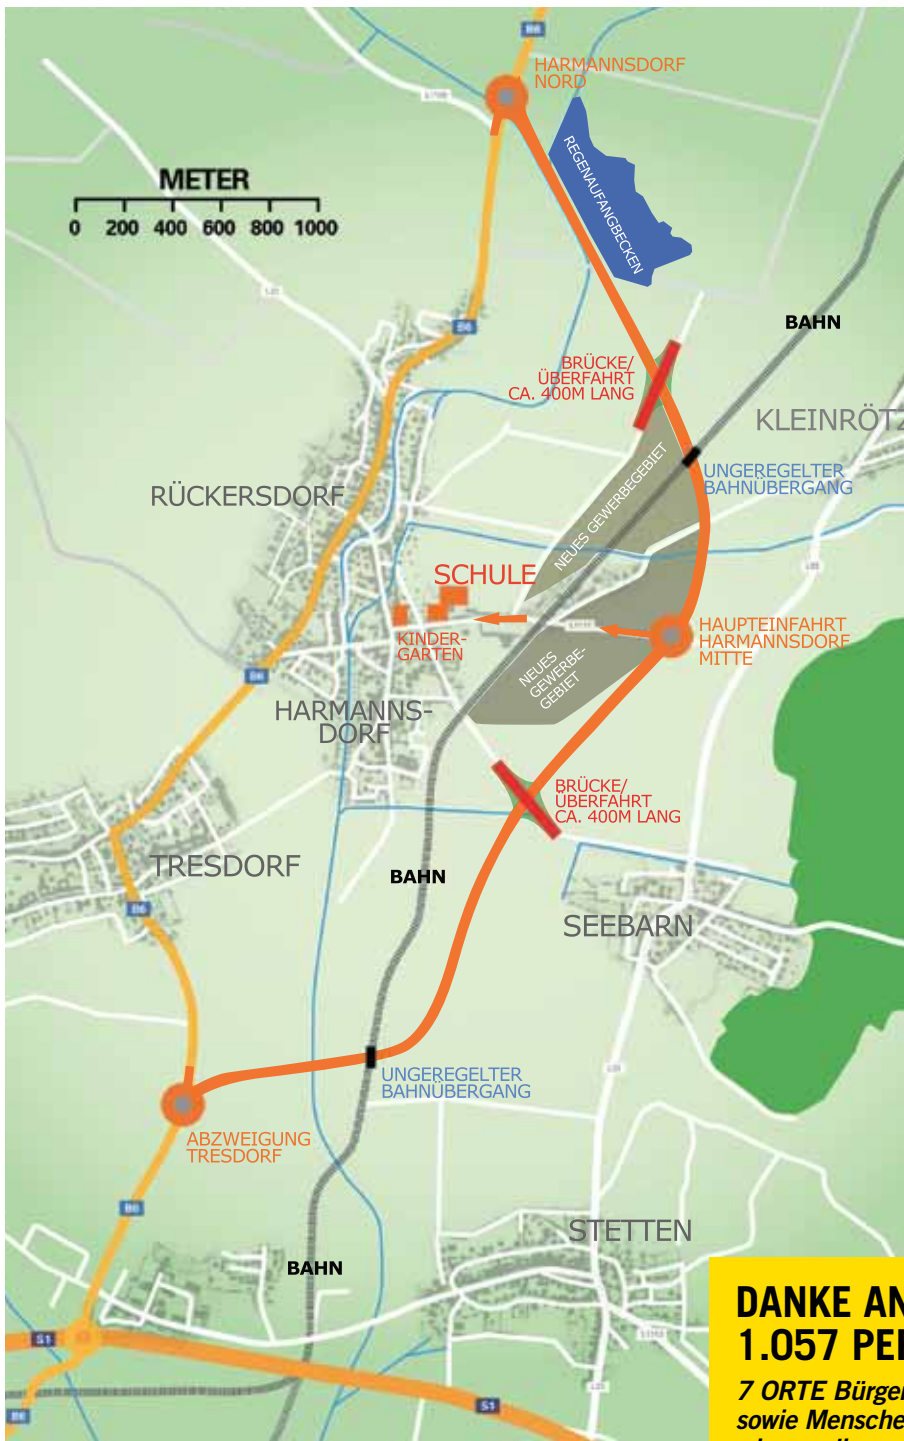 B6
HARMANNSDORF
NORD
METER
0 200 400 600 800 1000
REGENAUFANGBECKEN
BAHN
B6
BRÜCKE/
ÜBERFAHRT
CA. 400M LANG
KLEINRÖTZ
UNGEREGELTER
BAHNÜBERGANG
RÜCKERSDORF
NEUES GEWERBEGEBIET
SCHULE
KINDER-
GARTEN
HAUPTEINFAHRT
HARMANNSDORF
MITTE
B6
NEUES
GEWERBE-
GEBIET
HARMANNS-
DORF
BRÜCKE/
ÜBERFAHRT
CA. 400M LANG
TRESDORF
BAHN
B6
SEEBARN
UNGEREGELTER
BAHNÜBERGANG
ABZWEIGUNG
TRESDORF
B6
STETTEN
BAHN
S1
S1
B6
DANKE AN
1.057 PE
7 ORTE Bürge
sowie Mensche